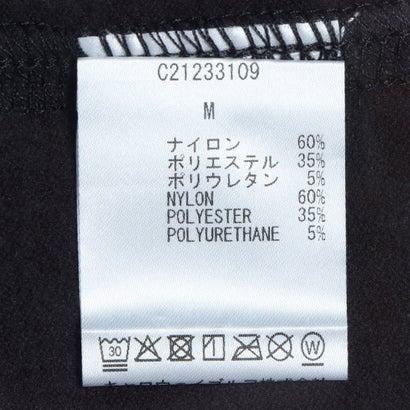 C21233109
M
ナイロン 60%
ポリエステル 35%
ポリウレタン 5%
NYLON 60%
POLYESTER 35%
POLYURETHANE 5%
30 W